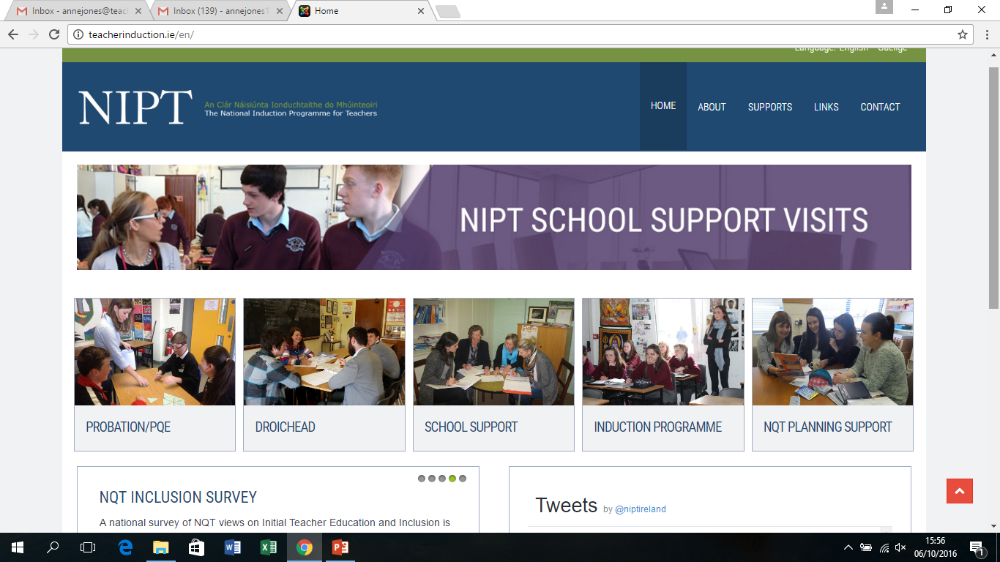 Inbox - annejones@teac
Inbox (139) - annejones1
Home
teacherinduction.ie/en/
Language: English Gaeilge
NIPT
An Clár Náisiúnta Ionduchtaithe do Mhúinteoirí
The National Induction Programme for Teachers
HOME
ABOUT
SUPPORTS
LINKS
CONTACT
NIPT SCHOOL SUPPORT VISITS
PROBATION/PQE
DROICHEAD
SCHOOL SUPPORT
INDUCTION PROGRAMME
NQT PLANNING SUPPORT
NQT INCLUSION SURVEY
A national survey of NQT views on Initial Teacher Education and Inclusion is
Tweets by @niptireland
15:56
06/10/2016
1